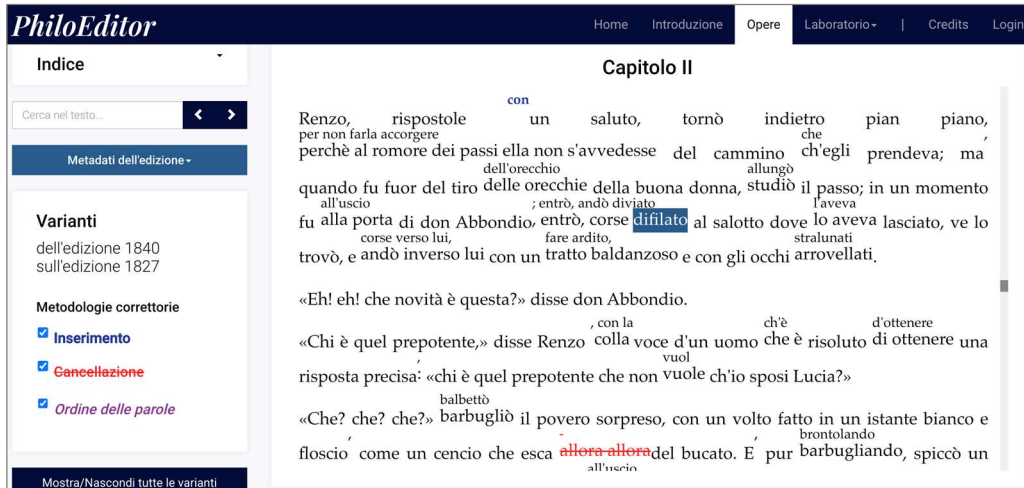 PhiloEditor
Home Introduzione Opere Laboratorio | Credits Login
Indice
Cerca nel testo...
Metadati dell'edizione
Varianti
dell'edizione 1840
sull'edizione 1827
Metodologie correttorie
Inserimento
Cancellazione
Ordine delle parole
Mostra/Nascondi tutte le varianti
Capitolo II
con
Renzo, rispostole un saluto, tornò indietro pian piano,
per non farla accorgere che ,
perchè al romore dei passi ella non s'avvedesse del cammino ch'egli prendeva; ma
dell'orecchio allungò
quando fu fuor del tiro delle orecchie della buona donna, studiò il passo; in un momento
all'uscio ; entrò, andò diviato l'aveva
fu alla porta di don Abbondio, entrò, corse difilato al salotto dove lo aveva lasciato, ve lo
corse verso lui, fare ardito, stralunati
trovò, e andò inverso lui con un tratto baldanzoso e con gli occhi arrovellati.
«Eh! eh! che novità è questa?» disse don Abbondio.
, con la ch'è d'ottenere
«Chi è quel prepotente,» disse Renzo colla voce d'un uomo che è risoluto di ottenere una
, vuol
risposta precisa: «chi è quel prepotente che non vuole ch'io sposi Lucia?»
balbettò
«Che? che? che?» barbugliò il povero sorpreso, con un volto fatto in un istante bianco e
, - , brontolando
floscio come un cencio che esca allora allora del bucato. E pur barbugliando, spiccò un
all'uscio